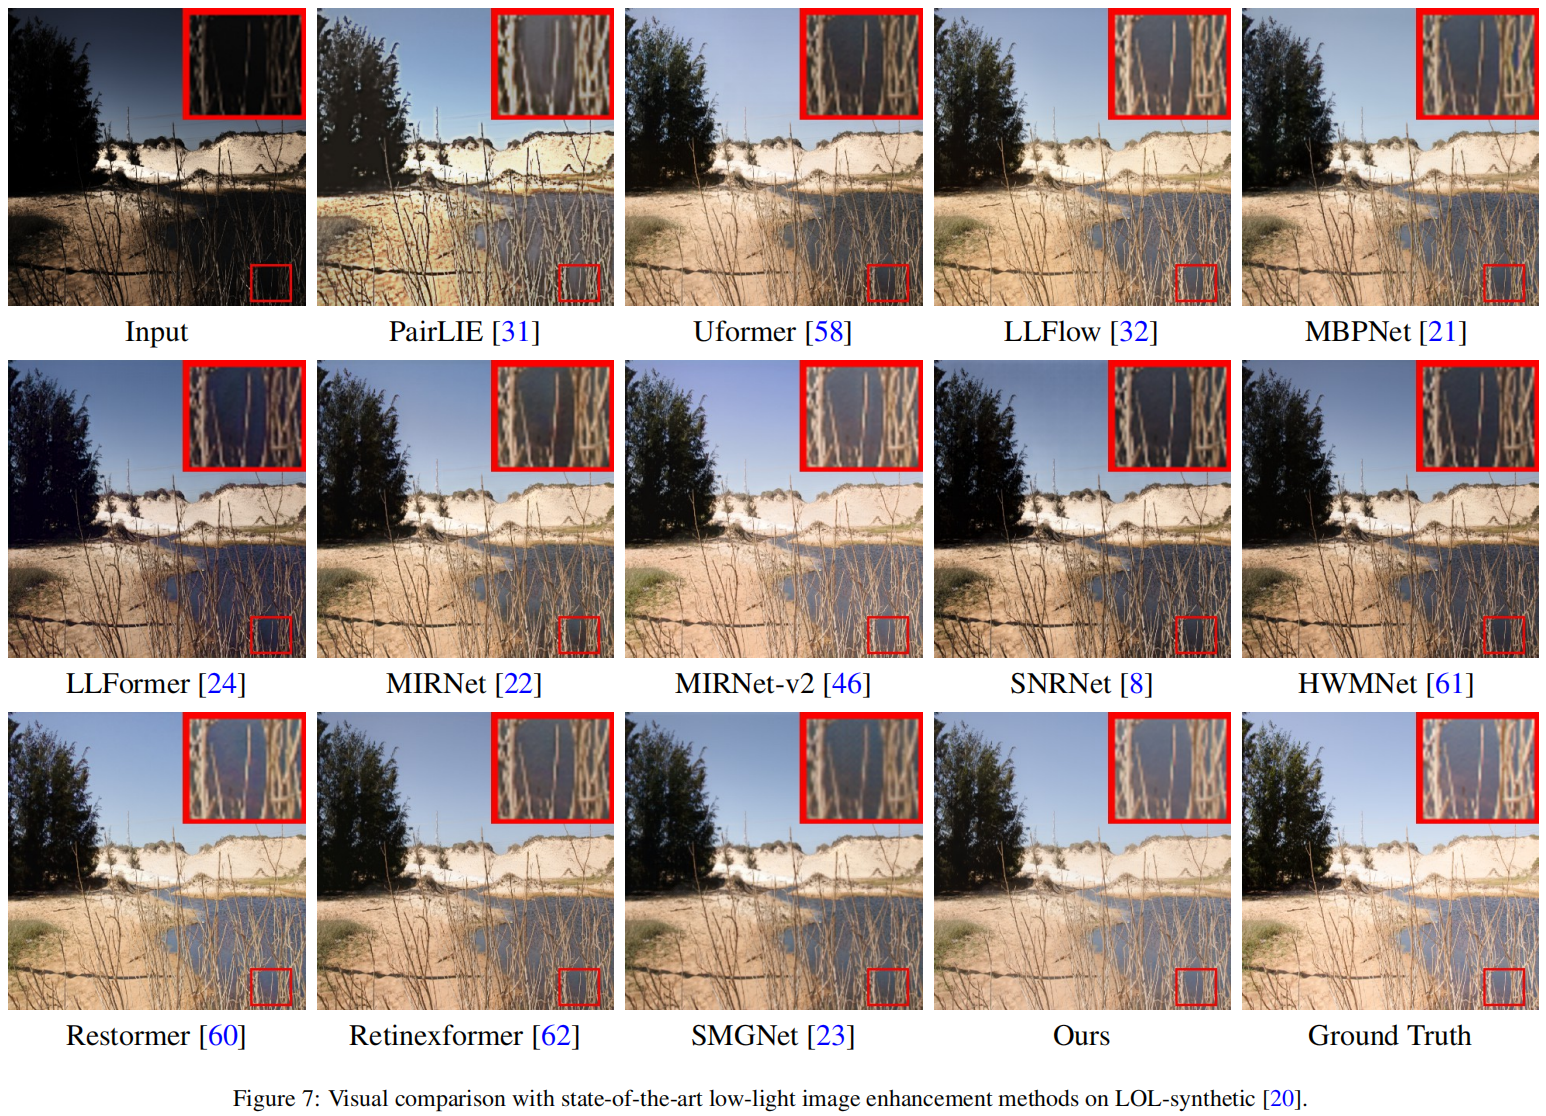 Input PairLIE [31] Uformer [58] LLFlow [32] MBPNet [21]
LLFormer [24] MIRNet [22] MIRNet-v2 [46] SNRNet [8] HWMNet [61]
Restormer [60] Retinexformer [62] SMGNet [23] Ours Ground Truth
Figure 7: Visual comparison with state-of-the-art low-light image enhancement methods on LOL-synthetic [20].